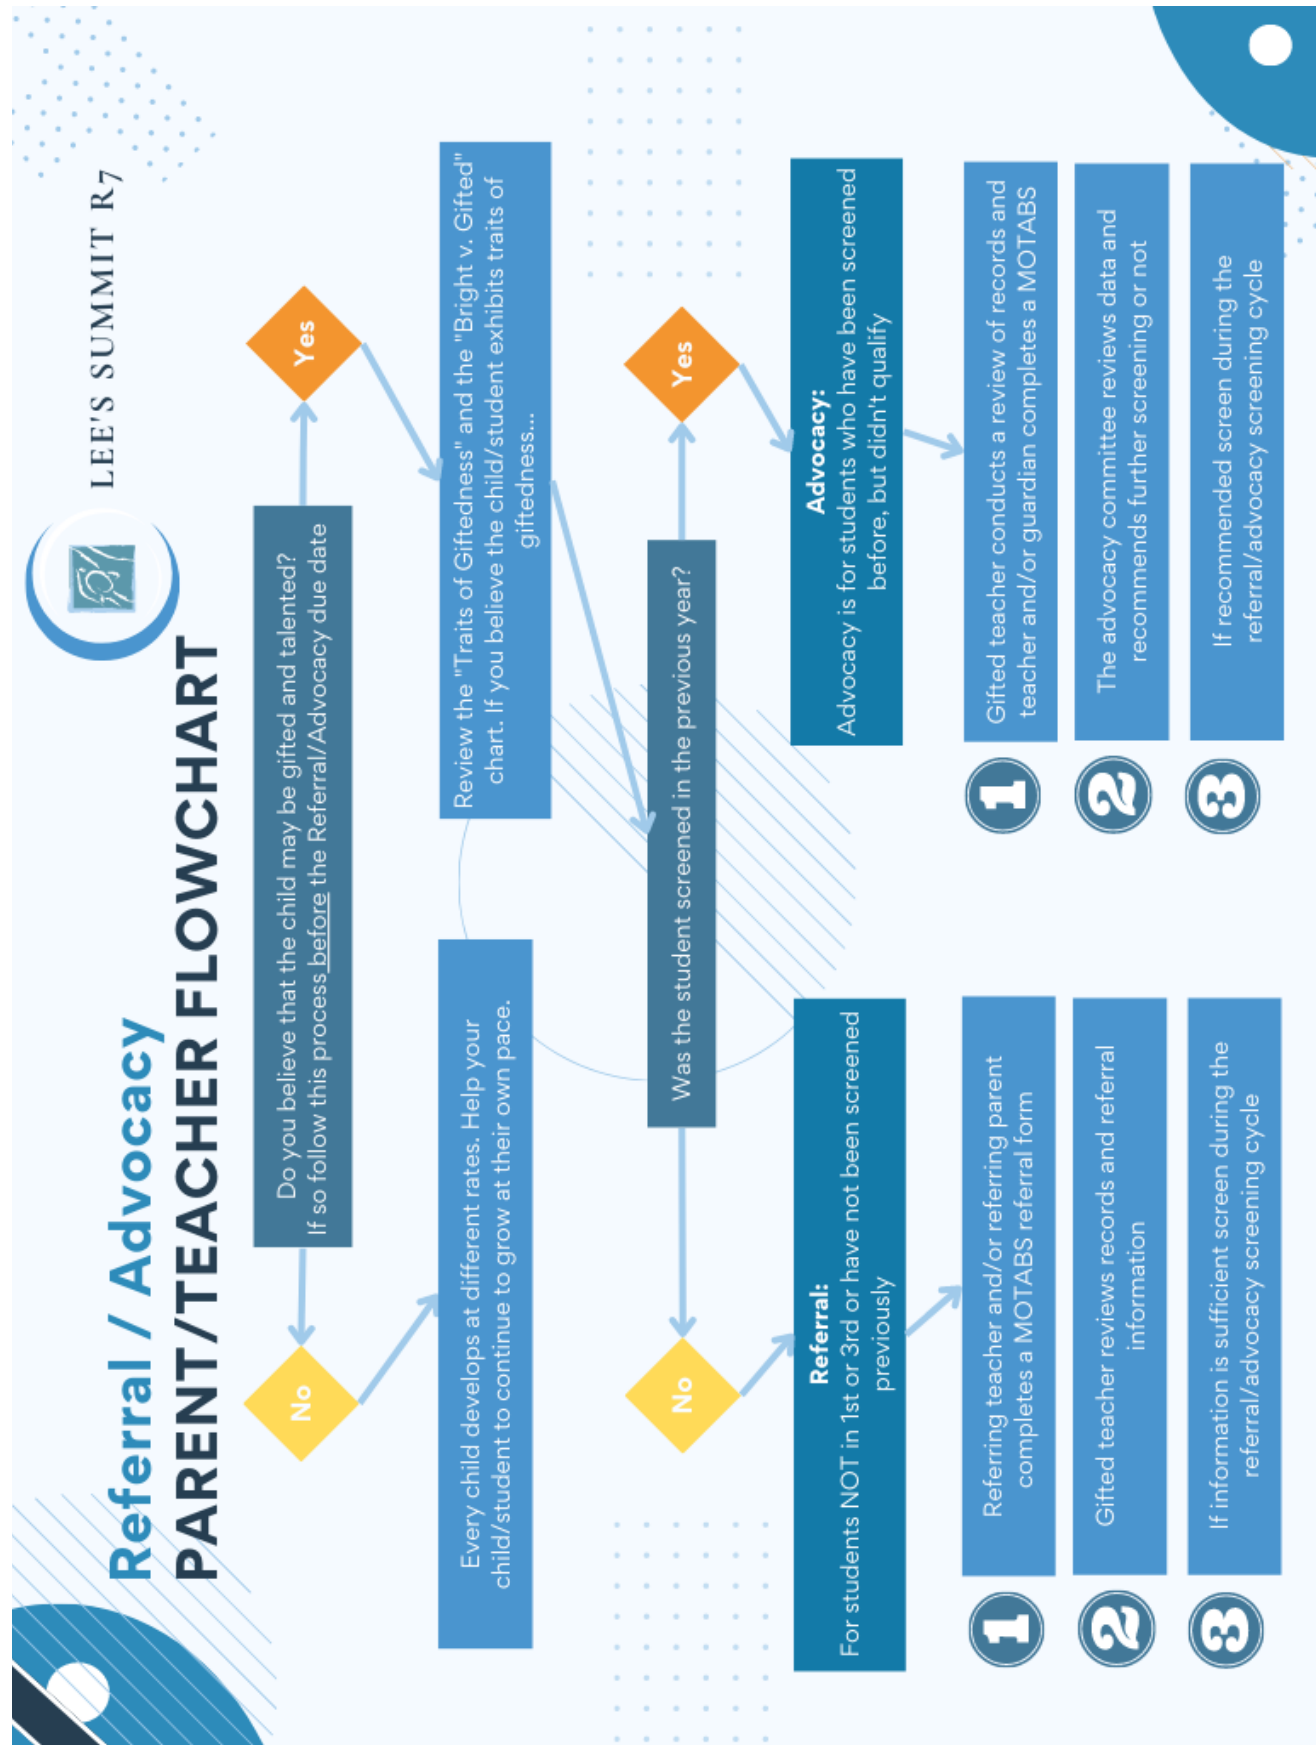 Referral / Advocacy
PARENT/TEACHER FLOWCHART
LEE'S SUMMIT R7
Do you believe that the child may be gifted and talented?
If so follow this process before the Referral/Advocacy due date
No
Yes
Every child develops at different rates. Help your
child/student to continue to grow at their own pace.
Review the "Traits of Giftedness" and the "Bright v. Gifted"
chart. If you believe the child/student exhibits traits of
giftedness...
Was the student screened in the previous year?
No
Yes
Referral:
For students NOT in 1st or 3rd or have not been screened
previously
1
Referring teacher and/or referring parent
completes a MOTABS referral form
2
Gifted teacher reviews records and referral
information
3
If information is sufficient screen during the
referral/advocacy screening cycle
Advocacy:
Advocacy is for students who have been screened
before, but didn't qualify
1
Gifted teacher conducts a review of records and
teacher and/or guardian completes a MOTABS
2
The advocacy committee reviews data and
recommends further screening or not
3
If recommended screen during the
referral/advocacy screening cycle